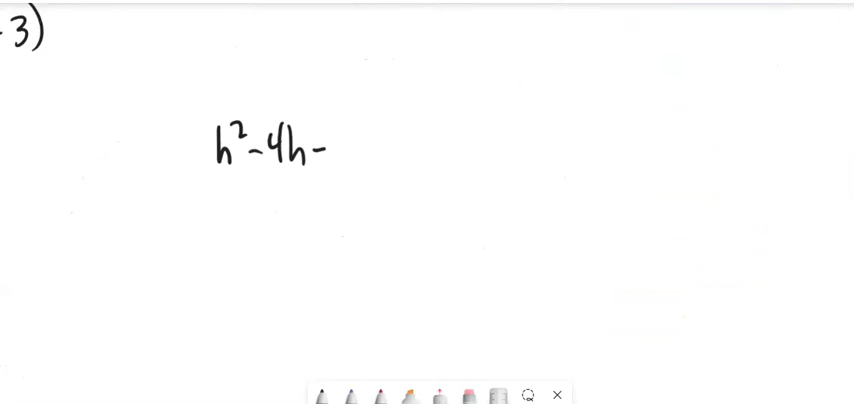 - 3)
h² - 4h -